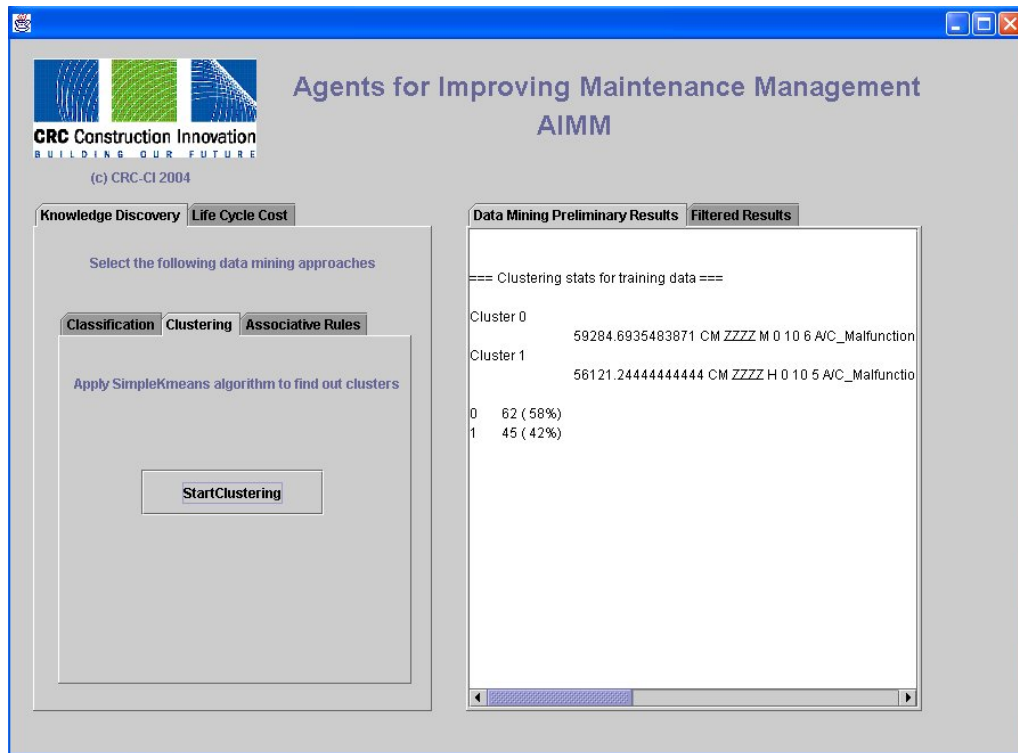 Agents for Improving Maintenance Management
AIMM
CRC Construction Innovation
BUILDING OUR FUTURE
(c) CRC-CI 2004
Knowledge Discovery Life Cycle Cost
Select the following data mining approaches
Classification Clustering Associative Rules
Apply SimpleKmeans algorithm to find out clusters
StartClustering
Data Mining Preliminary Results Filtered Results
=== Clustering stats for training data ===
Cluster 0
59284.6935483871 CM ZZZZ M 0 10 6 A/C_Malfunction
Cluster 1
56121.24444444444 CM ZZZZ H 0 10 5 A/C_Malfunctio
0 62 ( 58%)
1 45 ( 42%)